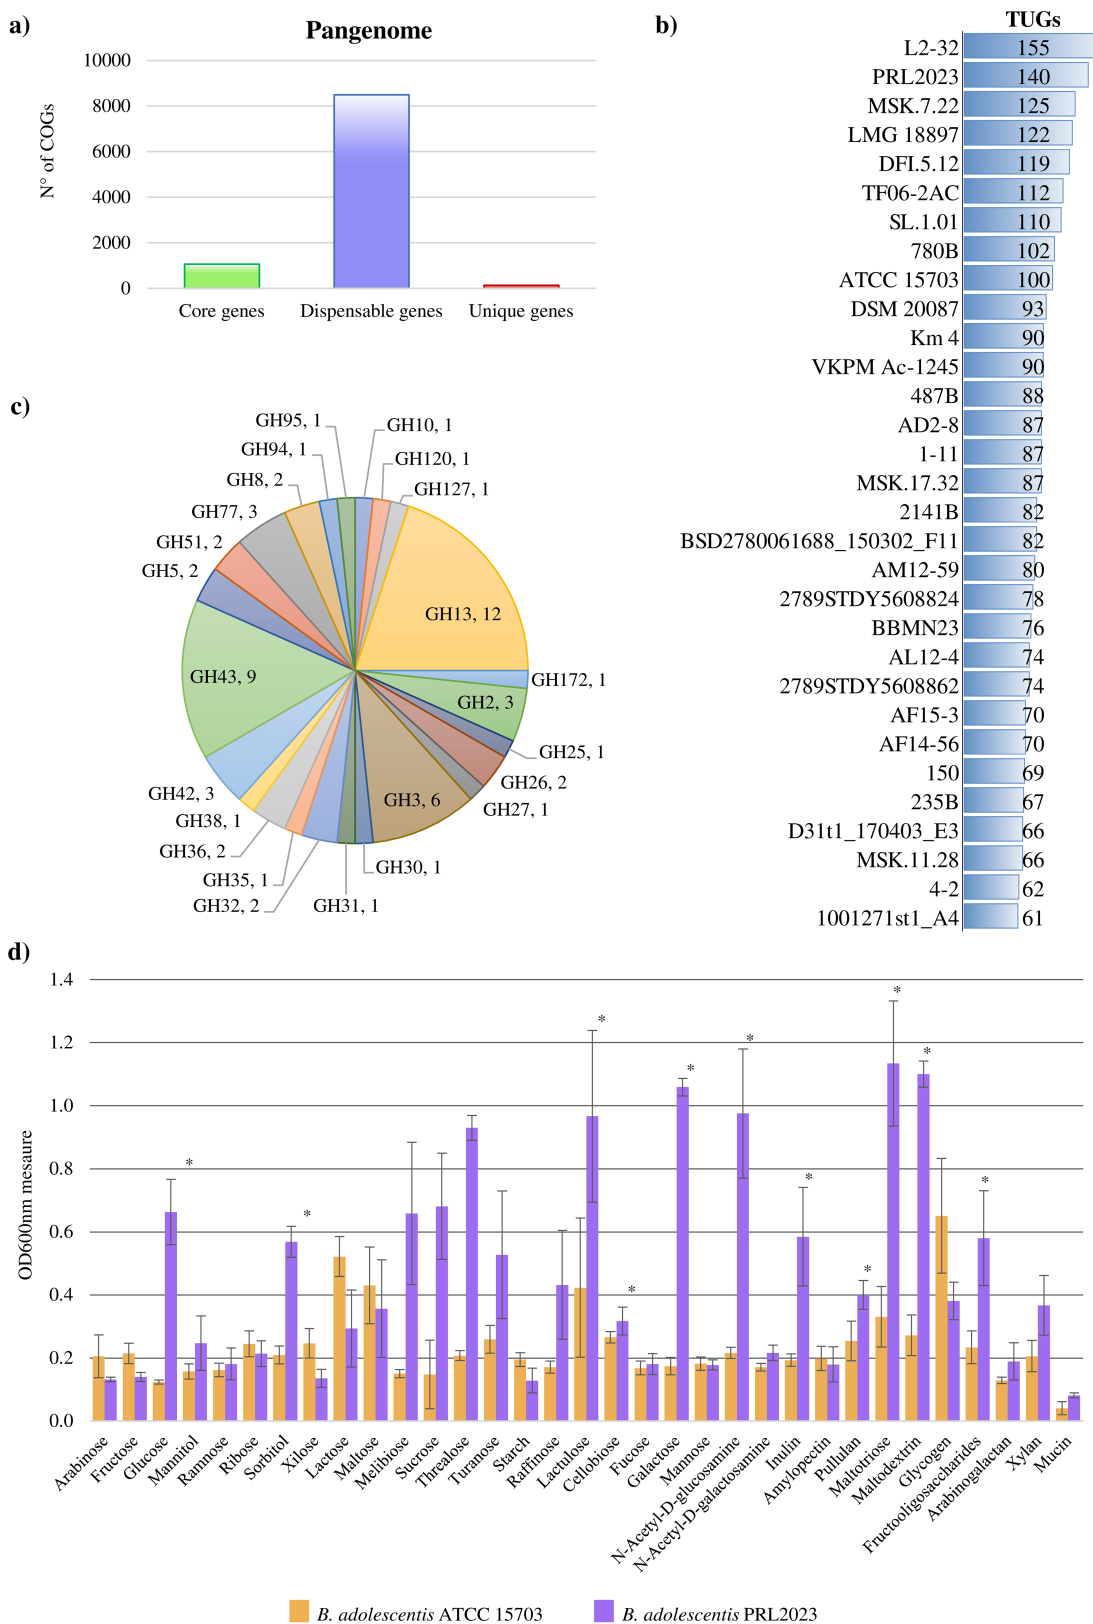 a)
Pangenome
N° of COGs
10000
8000
6000
4000
2000
0
Core genes
Dispensable genes
Unique genes
b)
TUGs
L2-32 155
PRL2023 140
MSK.7.22 125
LMG 18897 122
DFI.5.12 119
TF06-2AC 112
SL.1.01 110
780B 102
ATCC 15703 100
DSM 20087 93
Km 4 90
VKPM Ac-1245 90
487B 88
AD2-8 87
1-11 87
MSK.17.32 87
2141B 82
BSD2780061688_150302_F11 82
AM12-59 80
2789STDY5608824 78
BBMN23 76
AL12-4 74
2789STDY5608862 74
AF15-3 70
AF14-56 70
150 69
235B 67
D31t1_170403_E3 66
MSK.11.28 66
4-2 62
1001271st1_A4 61
c)
GH10, 1
GH120, 1
GH127, 1
GH13, 12
GH172, 1
GH2, 3
GH25, 1
GH26, 2
GH27, 1
GH3, 6
GH30, 1
GH31, 1
GH32, 2
GH35, 1
GH36, 2
GH38, 1
GH42, 3
GH43, 9
GH5, 2
GH51, 2
GH77, 3
GH8, 2
GH94, 1
GH95, 1
d)
OD600nm mesaure
1.4
1.2
1.0
0.8
0.6
0.4
0.2
0.0
*
*
*
*
*
*
*
*
*
*
*
Arabinose
Fructose
Glucose
Mannitol
Ramnose
Ribose
Sorbitol
Xilose
Lactose
Maltose
Melibiose
Sucrose
Threalose
Turanose
Starch
Raffinose
Lactulose
Cellobiose
Fucose
Galactose
Mannose
N-Acetyl-D-glucosamine
N-Acetyl-D-galactosamine
Inulin
Amylopectin
Pullulan
Maltotriose
Maltodextrin
Glycogen
Fructooligosaccharides
Arabinogalactan
Xylan
Mucin
B. adolescentis ATCC 15703
B. adolescentis PRL2023